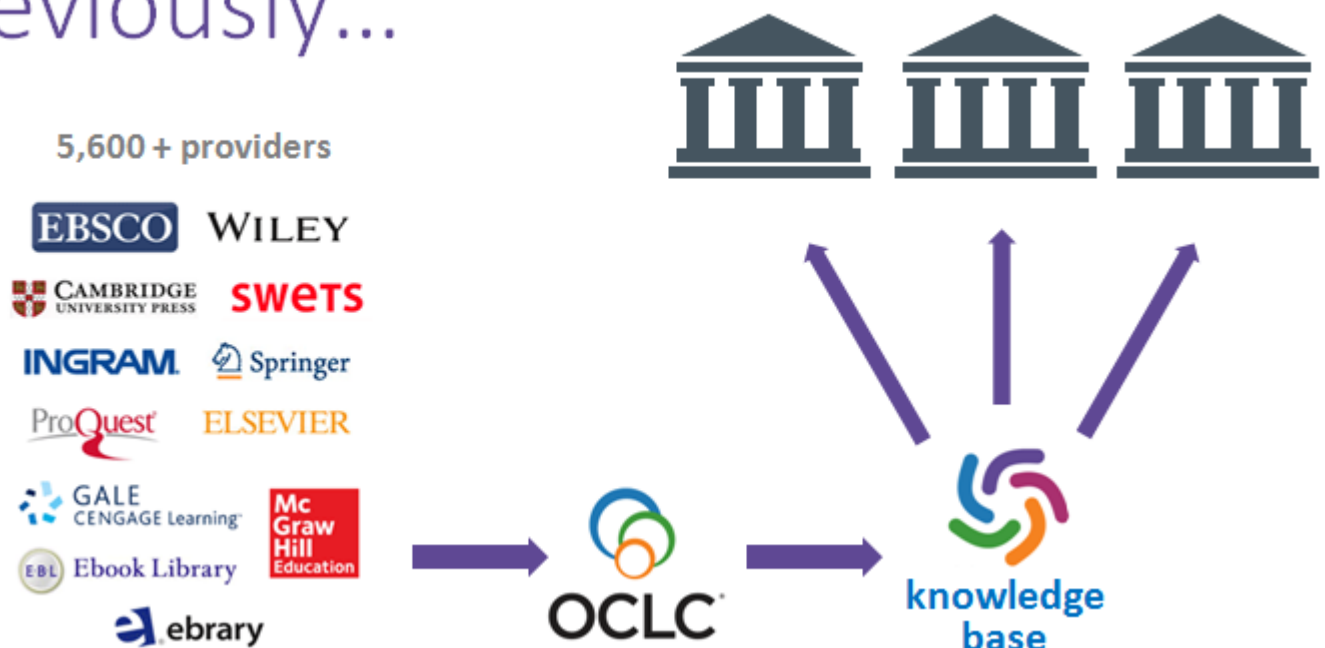 eviously...
5,600 + providers
EBSCO WILEY
CAMBRIDGE
UNIVERSITY PRESS
swets
INGRAM
Springer
ProQuest
ELSEVIER
GALE
CENGAGE Learning
Mc
Graw
Hill
Education
EBL Ebook Library
ebrary
OCLC
knowledge
base